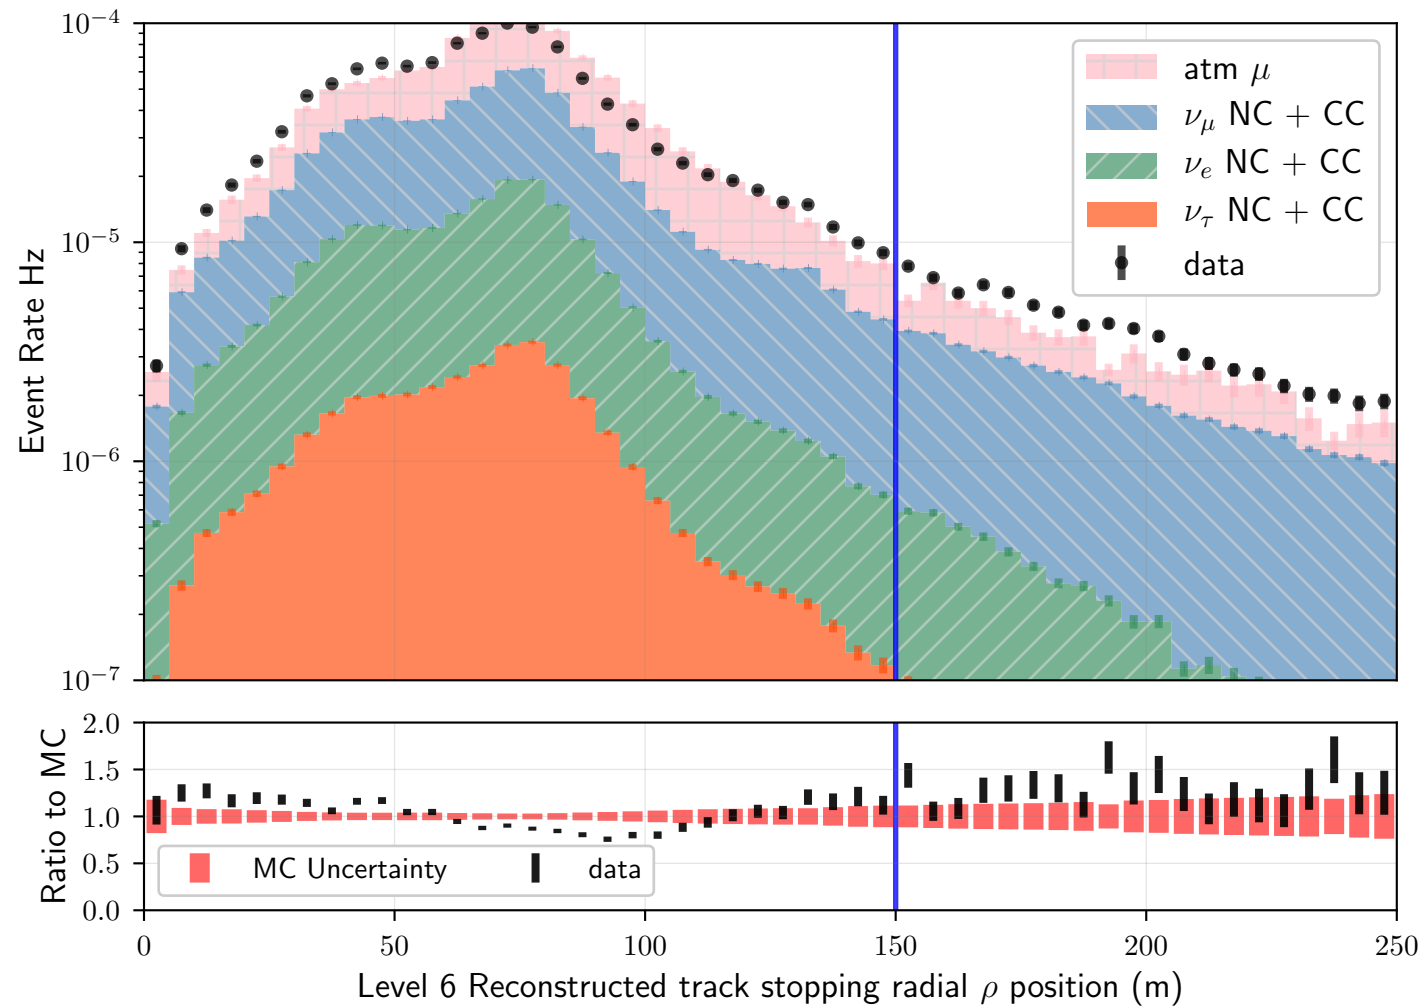 Event Rate Hz
10⁻⁴
10⁻⁵
10⁻⁶
10⁻⁷
atm μ
ν_μ NC + CC
ν_e NC + CC
ν_τ NC + CC
data
Ratio to MC
2.0
1.5
1.0
0.5
0.0
MC Uncertainty
data
0
50
100
150
200
250
Level 6 Reconstructed track stopping radial ρ position (m)